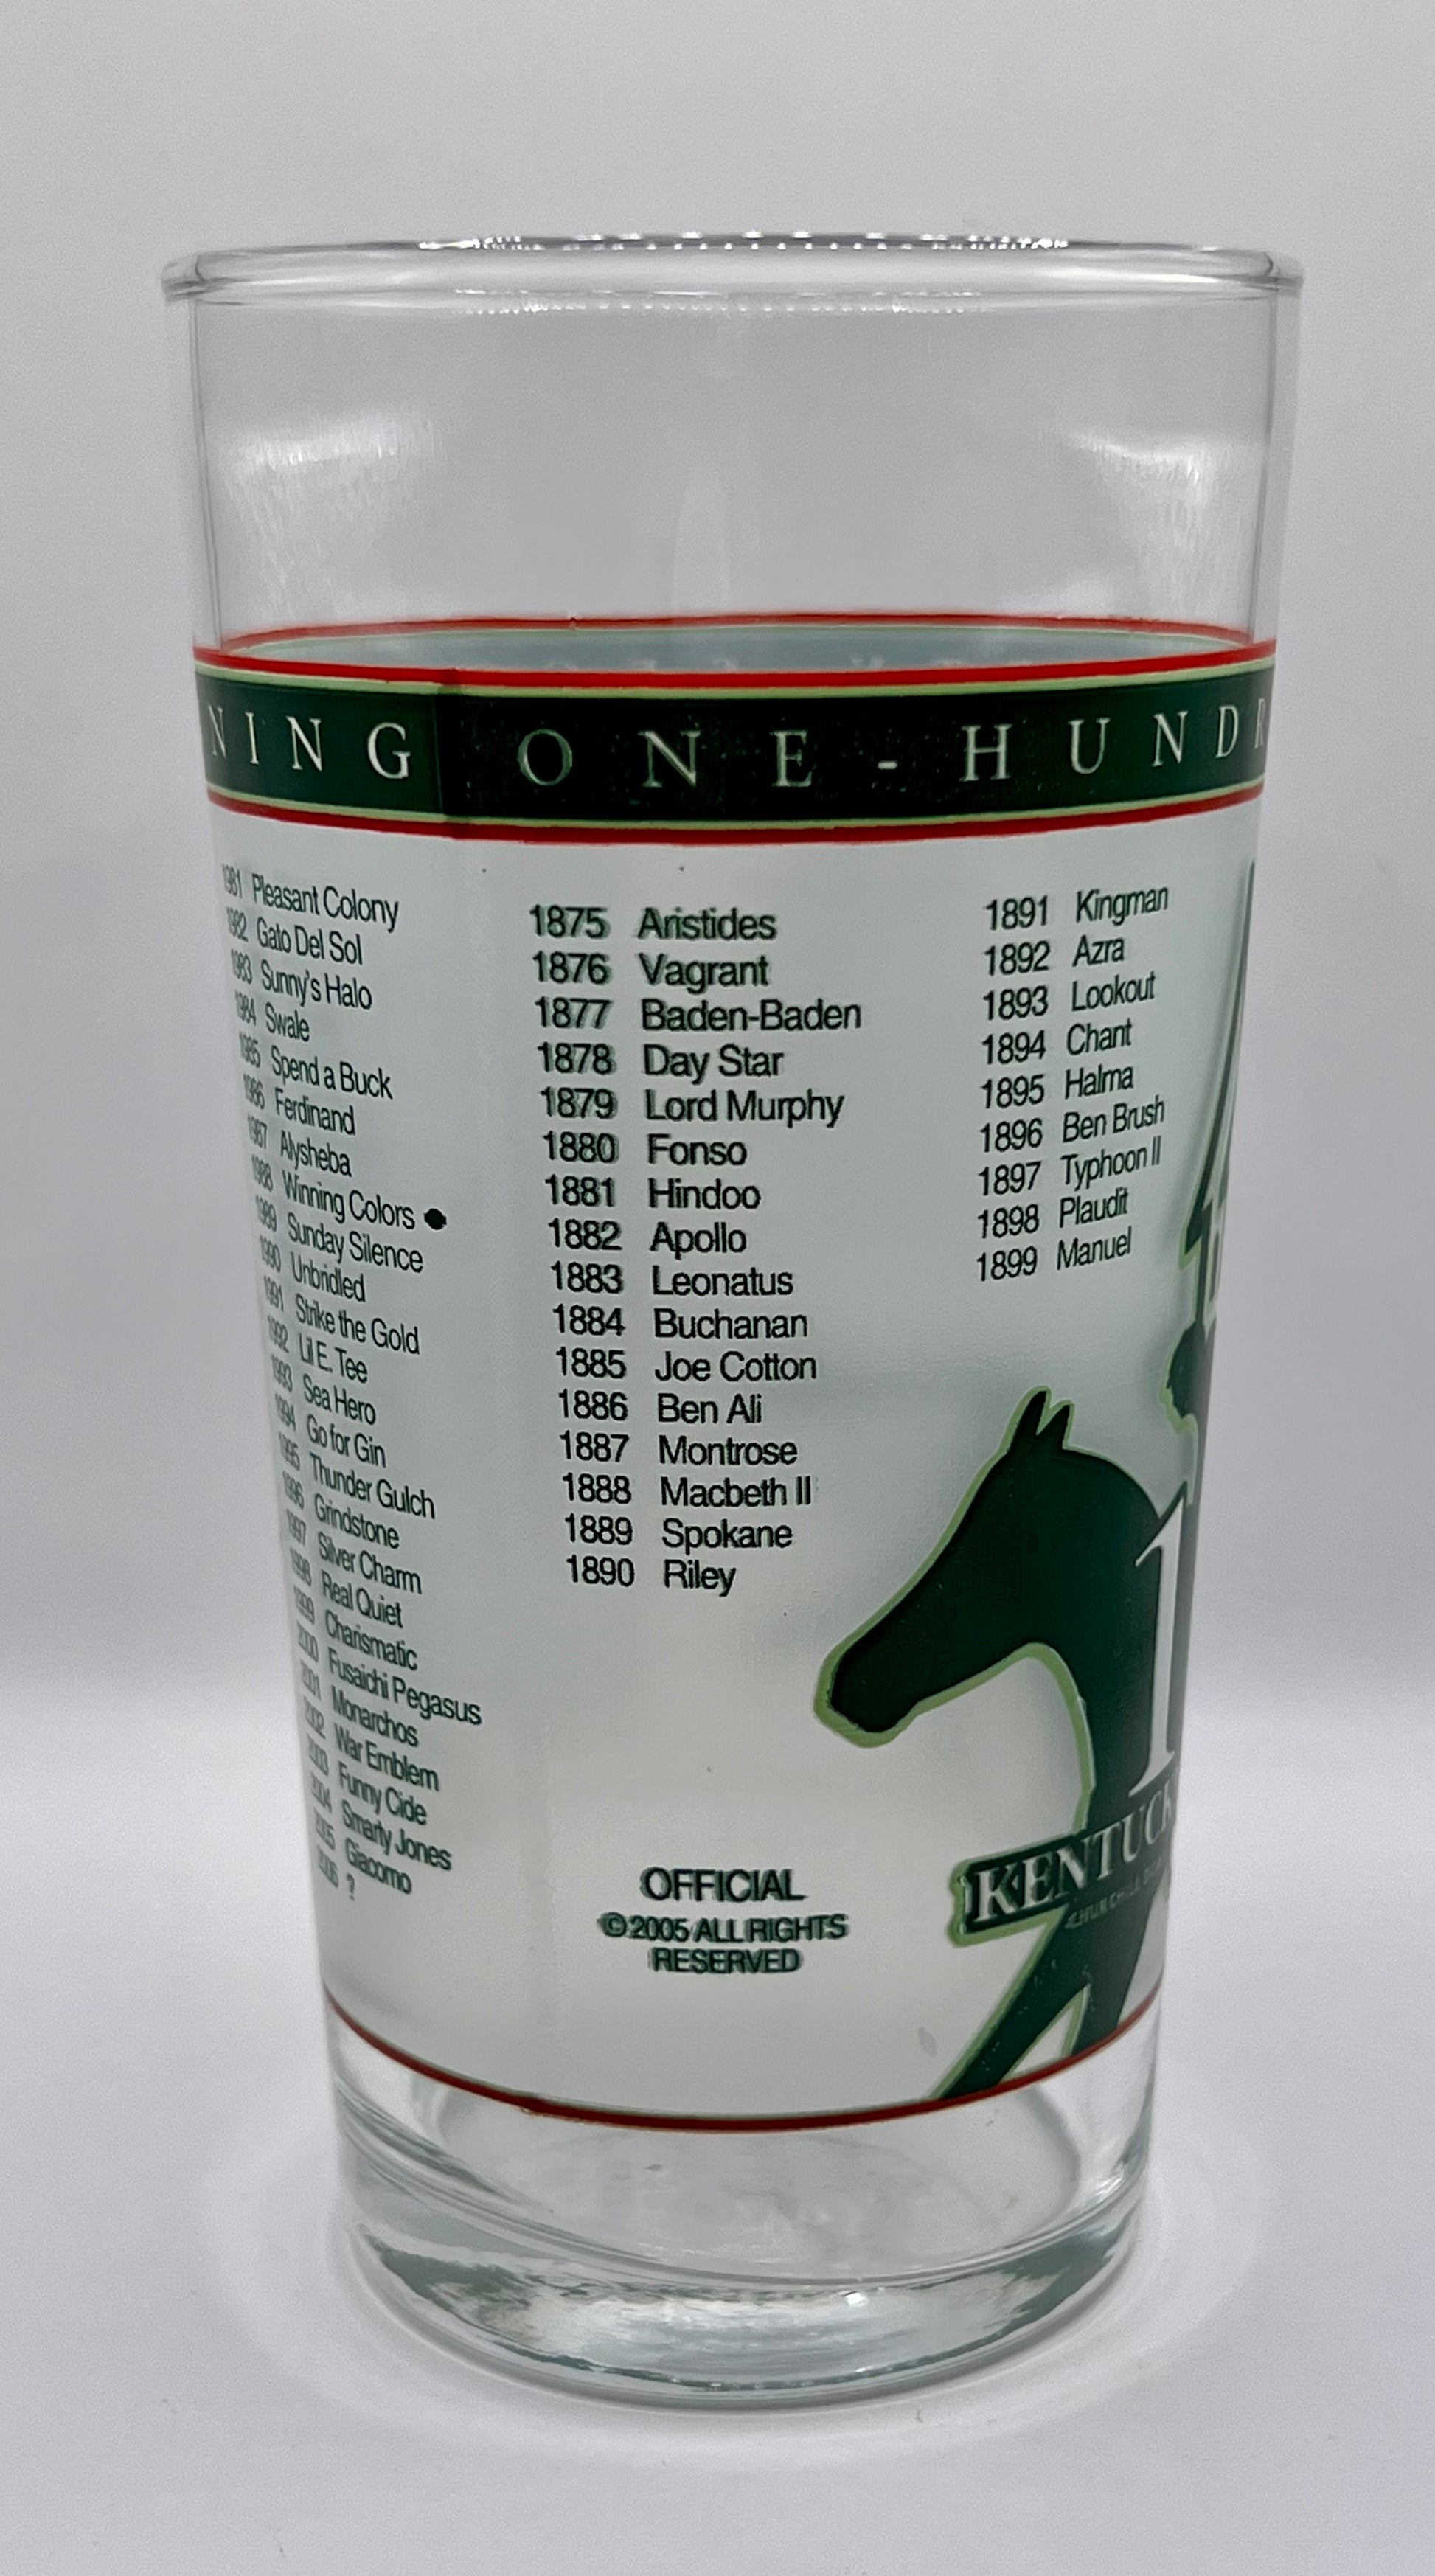 NING ONE-HUNDR
1981 Pleasant Colony
1982 Gato Del Sol
1983 Sunny's Halo
1984 Swale
1985 Spend a Buck
1986 Ferdinand
1987 Alysheba
1988 Winning Colors ●
1989 Sunday Silence
1990 Unbridled
1991 Strike the Gold
1992 Lil E. Tee
1993 Sea Hero
1994 Go for Gin
1995 Thunder Gulch
1996 Grindstone
1997 Silver Charm
1998 Real Quiet
1999 Charismatic
2000 Fusaichi Pegasus
2001 Monarchos
2002 War Emblem
2003 Funny Cide
2004 Smarty Jones
2005 Giacomo
2006 ?
1875 Aristides
1876 Vagrant
1877 Baden-Baden
1878 Day Star
1879 Lord Murphy
1880 Fonso
1881 Hindoo
1882 Apollo
1883 Leonatus
1884 Buchanan
1885 Joe Cotton
1886 Ben Ali
1887 Montrose
1888 Macbeth II
1889 Spokane
1890 Riley
OFFICIAL
© 2005 ALL RIGHTS
RESERVED
1891 Kingman
1892 Azra
1893 Lookout
1894 Chant
1895 Halma
1896 Ben Brush
1897 Typhoon II
1898 Plaudit
1899 Manuel
1
KENTUCK
CHURCHILL